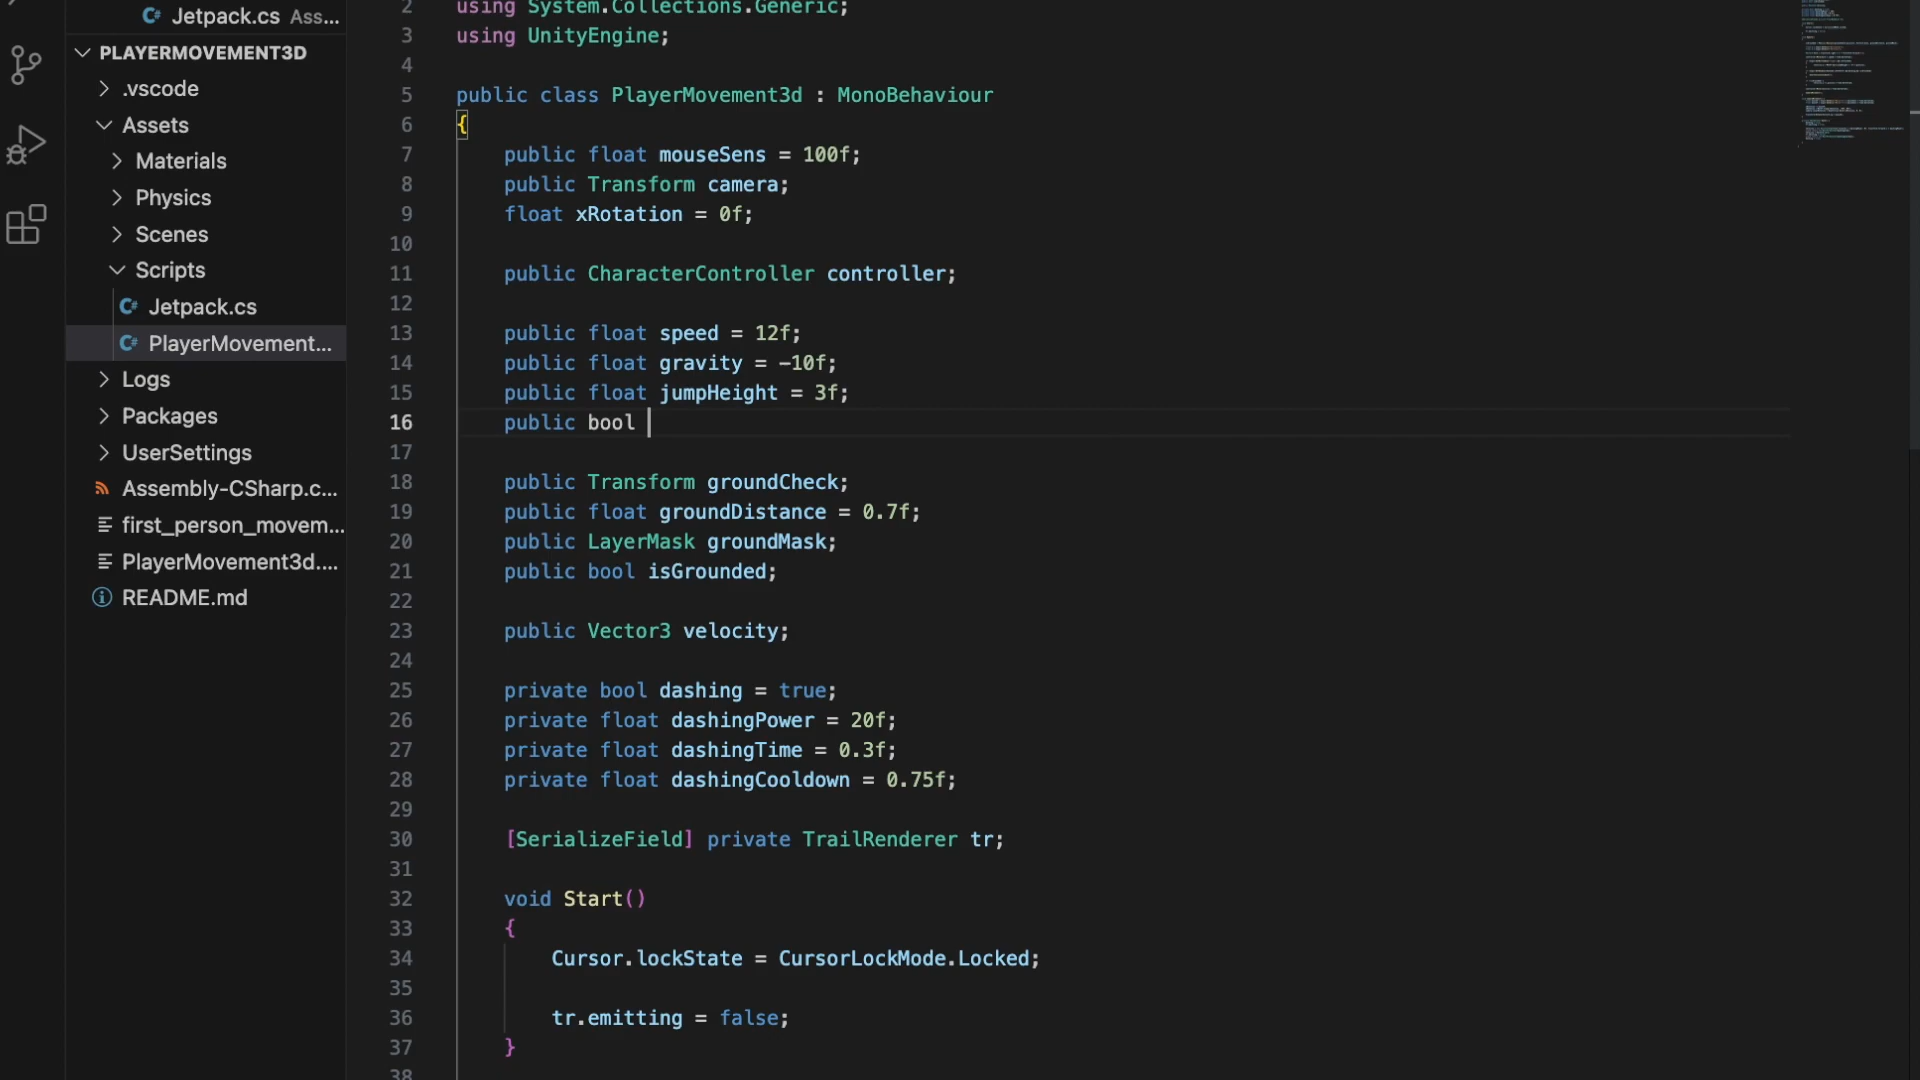 Jetpack.cs Ass...
PLAYERMOVEMENT3D
.vscode
Assets
Materials
Physics
Scenes
Scripts
Jetpack.cs
PlayerMovement...
Logs
Packages
UserSettings
Assembly-CSharp.c...
first_person_movem...
PlayerMovement3d....
README.md
2 using System.Collections.Generic;
3 using UnityEngine;
4
5 public class PlayerMovement3d : MonoBehaviour
6 {
7 public float mouseSens = 100f;
8 public Transform camera;
9 float xRotation = 0f;
10
11 public CharacterController controller;
12
13 public float speed = 12f;
14 public float gravity = -10f;
15 public float jumpHeight = 3f;
16 public bool
17
18 public Transform groundCheck;
19 public float groundDistance = 0.7f;
20 public LayerMask groundMask;
21 public bool isGrounded;
22
23 public Vector3 velocity;
24
25 private bool dashing = true;
26 private float dashingPower = 20f;
27 private float dashingTime = 0.3f;
28 private float dashingCooldown = 0.75f;
29
30 [SerializeField] private TrailRenderer tr;
31
32 void Start()
33 {
34 Cursor.lockState = CursorLockMode.Locked;
35
36 tr.emitting = false;
37 }
38